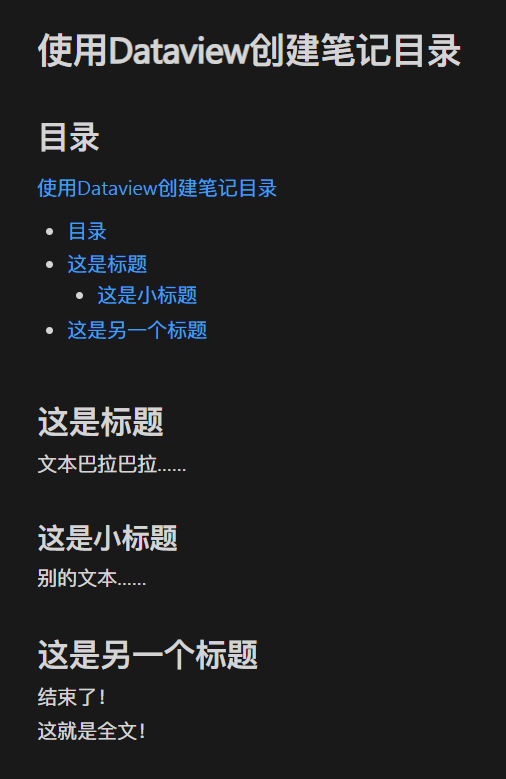 使用Dataview创建笔记目录
目录
使用Dataview创建笔记目录
目录
这是标题
这是小标题
这是另一个标题
这是标题
文本巴拉巴拉……
这是小标题
别的文本……
这是另一个标题
结束了！
这就是全文！